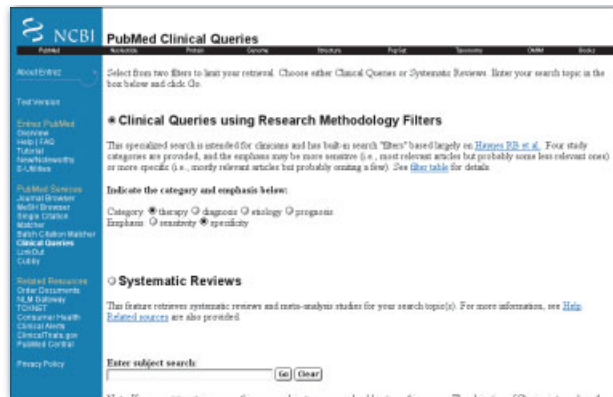 NCBI
PubMed Clinical Queries
PubMed Nucleotide Protein Genome Structure PopSet Taxonomy OMIM Books
About Entrez
Text Version
Entrez PubMed
Overview
Help | FAQ
Tutorial
New/Noteworthy
E-Utilities
PubMed Services
Journal Browser
MeSH Browser
Single Citation
Matcher
Batch Citation Matcher
Clinical Queries
LinkOut
Cubby
Related Resources
Order Documents
NLM Gateway
TOXNET
Consumer Health
Clinical Alerts
ClinicalTrials.gov
PubMed Central
Privacy Policy
Select from two filters to limit your retrieval. Choose either Clinical Queries or Systematic Reviews. Enter your search topic in the
box below and click Go.
Clinical Queries using Research Methodology Filters
This specialized search is intended for clinicians and has built-in search "filters" based largely on Haynes RB et al. Four study
categories are provided, and the emphasis may be more sensitive (i.e., most relevant articles but probably some less relevant ones)
or more specific (i.e., mostly relevant articles but probably omitting a few). See filter table for details.
Indicate the category and emphasis below:
Category: therapy diagnosis etiology prognosis
Emphasis: sensitivity specificity
Systematic Reviews
This feature retrieves systematic reviews and meta-analysis studies for your search topic(s). For more information, see Help.
Related sources are also provided.
Enter subject search:
Go Clear